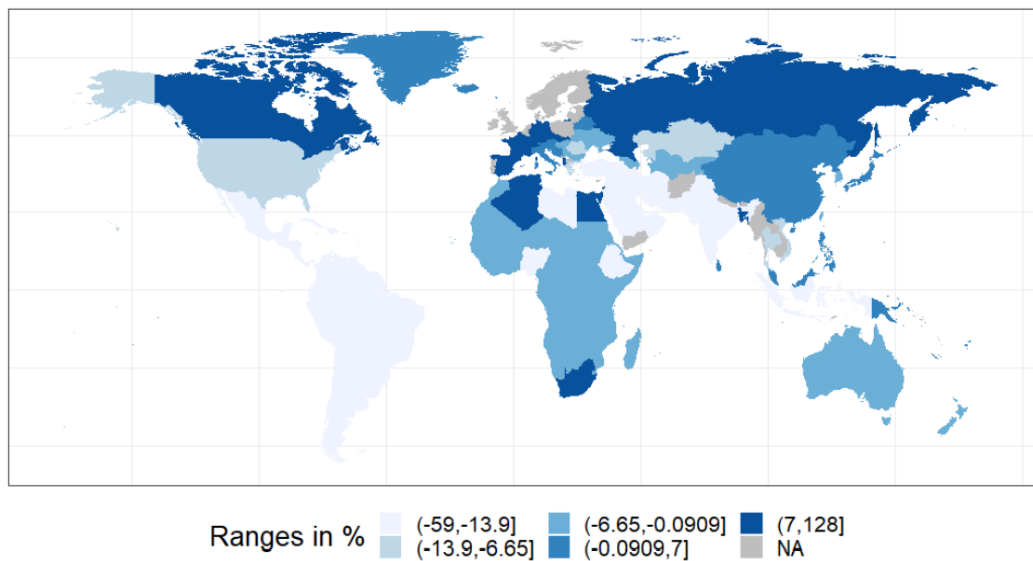 Ranges in %
(-59,-13.9]
(-13.9,-6.65]
(-6.65,-0.0909]
(-0.0909,7]
(7,128]
NA